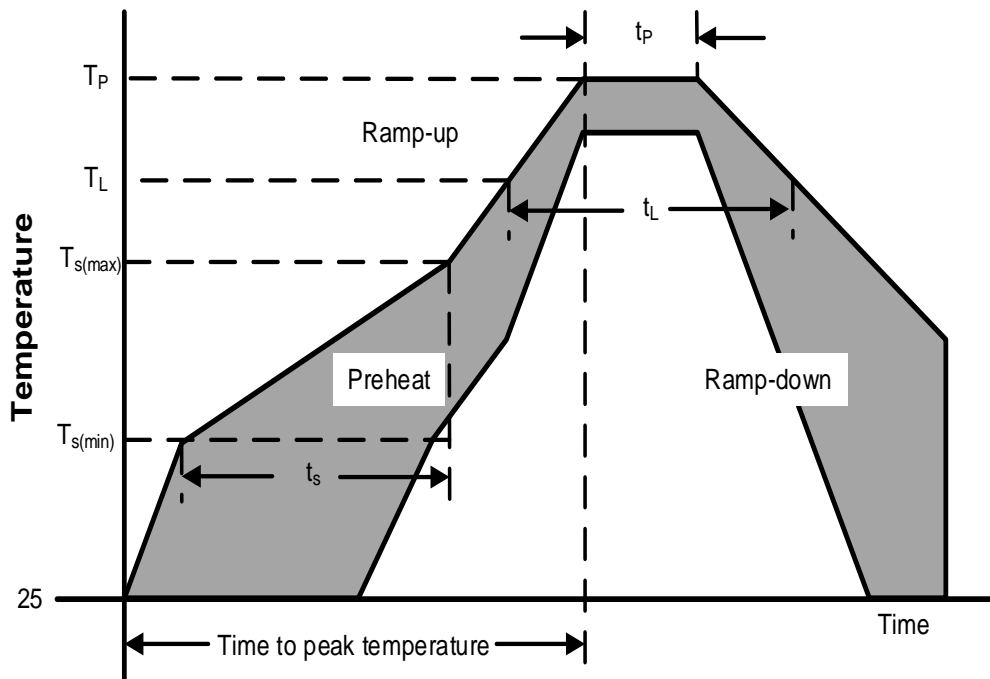 tP
TP
Ramp-up
TL
tL
Ts(max)
Temperature
Preheat
Ramp-down
Ts(min)
ts
25
Time
Time to peak temperature